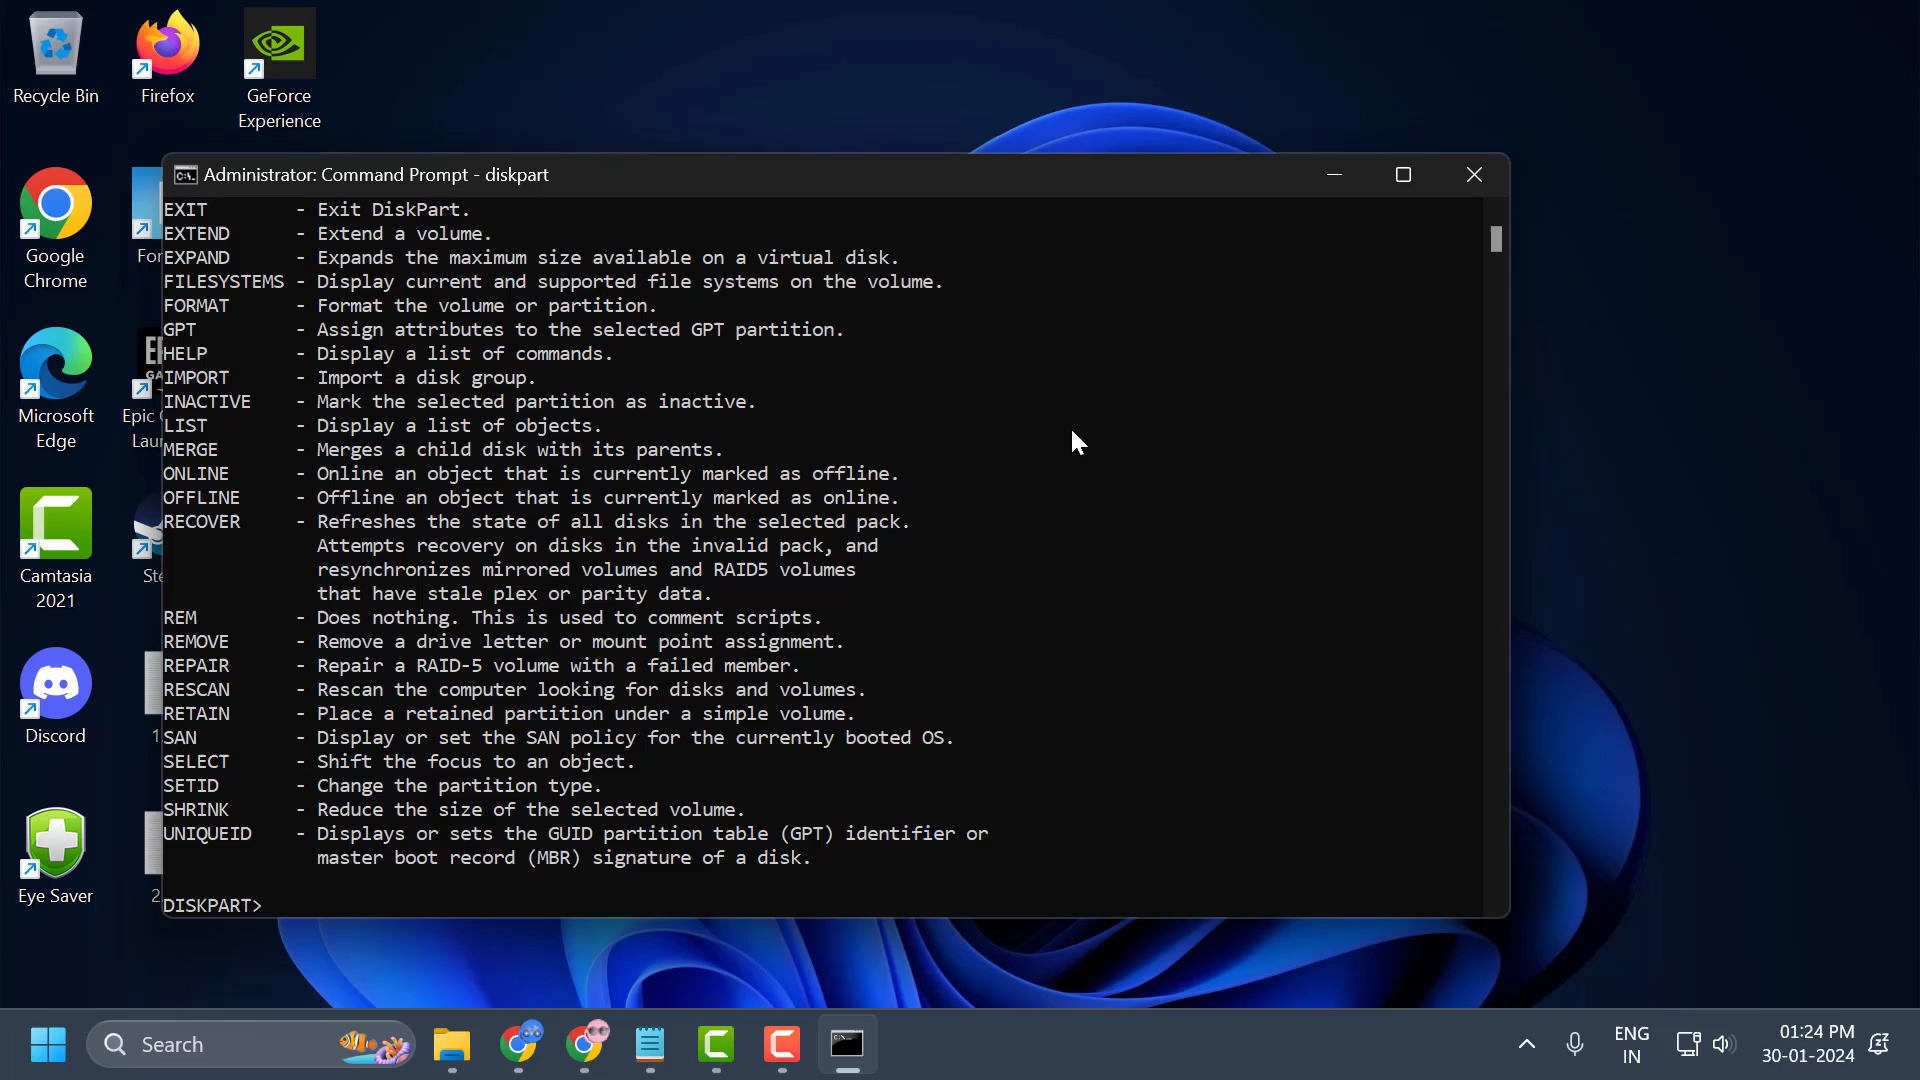 Recycle Bin
Firefox
GeForce
Experience
Google
Chrome
For
Microsoft
Edge
Epic
Lau
Camtasia
2021
Ste
Discord
1
Eye Saver
2
Administrator: Command Prompt - diskpart
EXIT - Exit DiskPart.
EXTEND - Extend a volume.
EXPAND - Expands the maximum size available on a virtual disk.
FILESYSTEMS - Display current and supported file systems on the volume.
FORMAT - Format the volume or partition.
GPT - Assign attributes to the selected GPT partition.
HELP - Display a list of commands.
IMPORT - Import a disk group.
INACTIVE - Mark the selected partition as inactive.
LIST - Display a list of objects.
MERGE - Merges a child disk with its parents.
ONLINE - Online an object that is currently marked as offline.
OFFLINE - Offline an object that is currently marked as online.
RECOVER - Refreshes the state of all disks in the selected pack.
Attempts recovery on disks in the invalid pack, and
resynchronizes mirrored volumes and RAID5 volumes
that have stale plex or parity data.
REM - Does nothing. This is used to comment scripts.
REMOVE - Remove a drive letter or mount point assignment.
REPAIR - Repair a RAID-5 volume with a failed member.
RESCAN - Rescan the computer looking for disks and volumes.
RETAIN - Place a retained partition under a simple volume.
SAN - Display or set the SAN policy for the currently booted OS.
SELECT - Shift the focus to an object.
SETID - Change the partition type.
SHRINK - Reduce the size of the selected volume.
UNIQUEID - Displays or sets the GUID partition table (GPT) identifier or
master boot record (MBR) signature of a disk.
DISKPART>
Search
ENG
IN
01:24 PM
30-01-2024